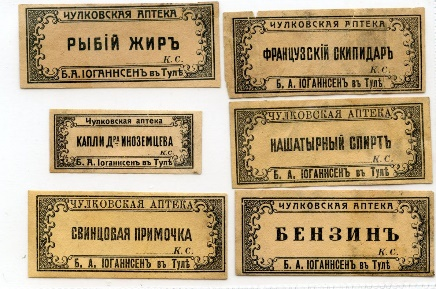 ЧУЛКОВСКАЯ АПТЕКА
РЫБІЙ ЖИРЪ
К. С.
Б. А. ІОГАННСЕНЪ въ Тулѣ
ЧУЛКОВСКАЯ АПТЕКА
ФРАНЦУЗСКІЙ СКИПИДАРЪ
К. С.
Б. А. ІОГАННСЕНЪ въ Тулѣ
Чулковская аптека
КАПЛИ Д-РА ИНОЗЕМЦЕВА
К. С.
Б. А. Іоганнсенъ въ Тулѣ
ЧУЛКОВСКАЯ АПТЕКА
НАШАТЫРНЫЙ СПИРТЪ
К. С.
Б. А. ІОГАННСЕНЪ въ Тулѣ
ЧУЛКОВСКАЯ АПТЕКА
СВИНЦОВАЯ ПРИМОЧКА
К. С.
Б. А. ІОГАННСЕНЪ въ Тулѣ
ЧУЛКОВСКАЯ АПТЕКА
БЕНЗИНЪ
К. С.
Б. А. ІОГАННСЕНЪ въ Тулѣ